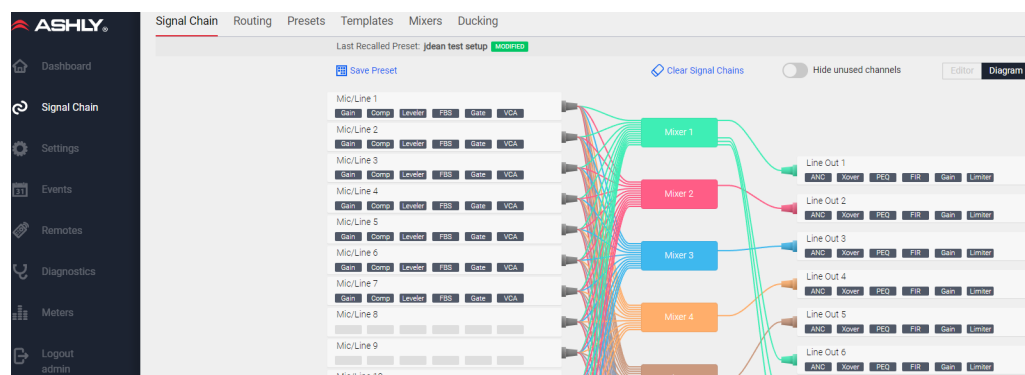 ASHLY®
Signal Chain Routing Presets Templates Mixers Ducking
Last Recalled Preset: jdean test setup MODIFIED
Save Preset
Clear Signal Chains
Hide unused channels
Editor Diagram
Dashboard
Signal Chain
Settings
31 Events
Remotes
Diagnostics
Meters
Logout
admin
Mic/Line 1
Gain Comp Leveler FBS Gate VCA
Mic/Line 2
Gain Comp Leveler FBS Gate VCA
Mic/Line 3
Gain Comp Leveler FBS Gate VCA
Mic/Line 4
Gain Comp Leveler FBS Gate VCA
Mic/Line 5
Gain Comp Leveler FBS Gate VCA
Mic/Line 6
Gain Comp Leveler FBS Gate VCA
Mic/Line 7
Gain Comp Leveler FBS Gate VCA
Mic/Line 8
Mic/Line 9
Mixer 1
Mixer 2
Mixer 3
Mixer 4
Line Out 1
ANC Xover PEQ FIR Gain Limiter
Line Out 2
ANC Xover PEQ FIR Gain Limiter
Line Out 3
ANC Xover PEQ FIR Gain Limiter
Line Out 4
ANC Xover PEQ FIR Gain Limiter
Line Out 5
ANC Xover PEQ FIR Gain Limiter
Line Out 6
ANC Xover PEQ FIR Gain Limiter